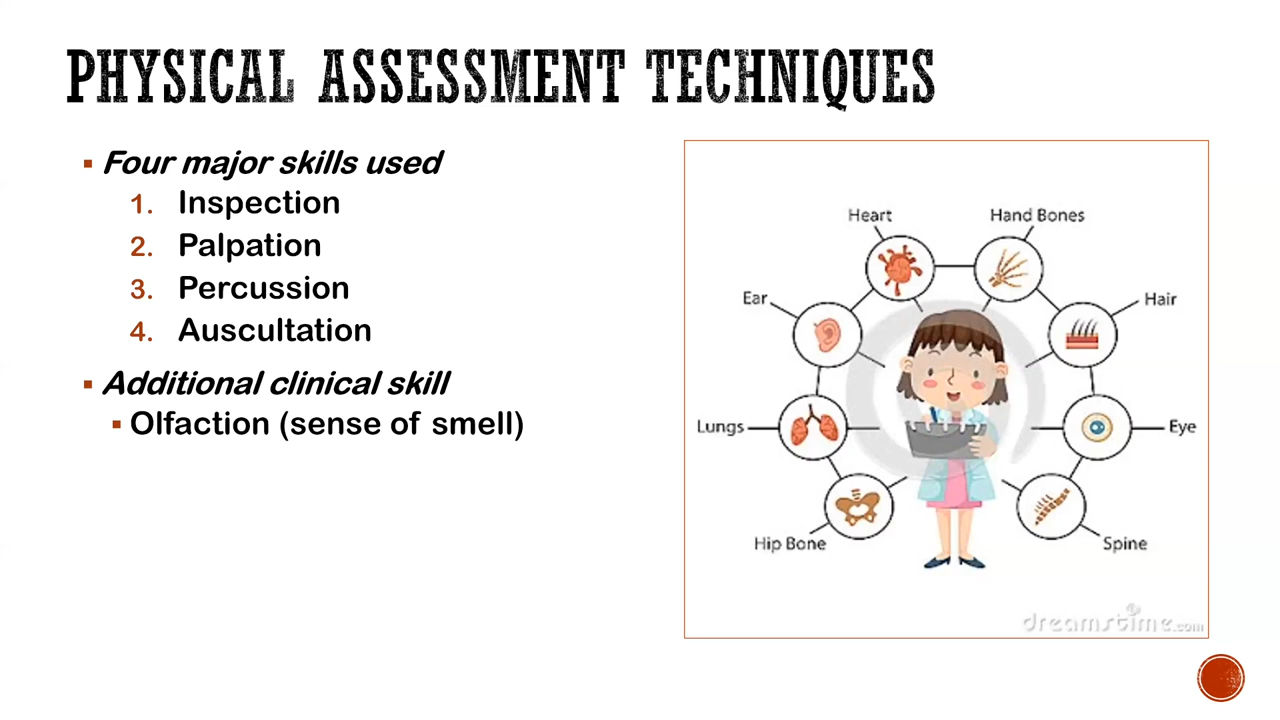 PHYSICAL ASSESSMENT TECHNIQUES
▪ Four major skills used
1. Inspection
2. Palpation
3. Percussion
4. Auscultation
▪ Additional clinical skill
▪ Olfaction (sense of smell)
Heart
Hand Bones
Ear
Hair
Lungs
Eye
Hip Bone
Spine
dreamstime.com